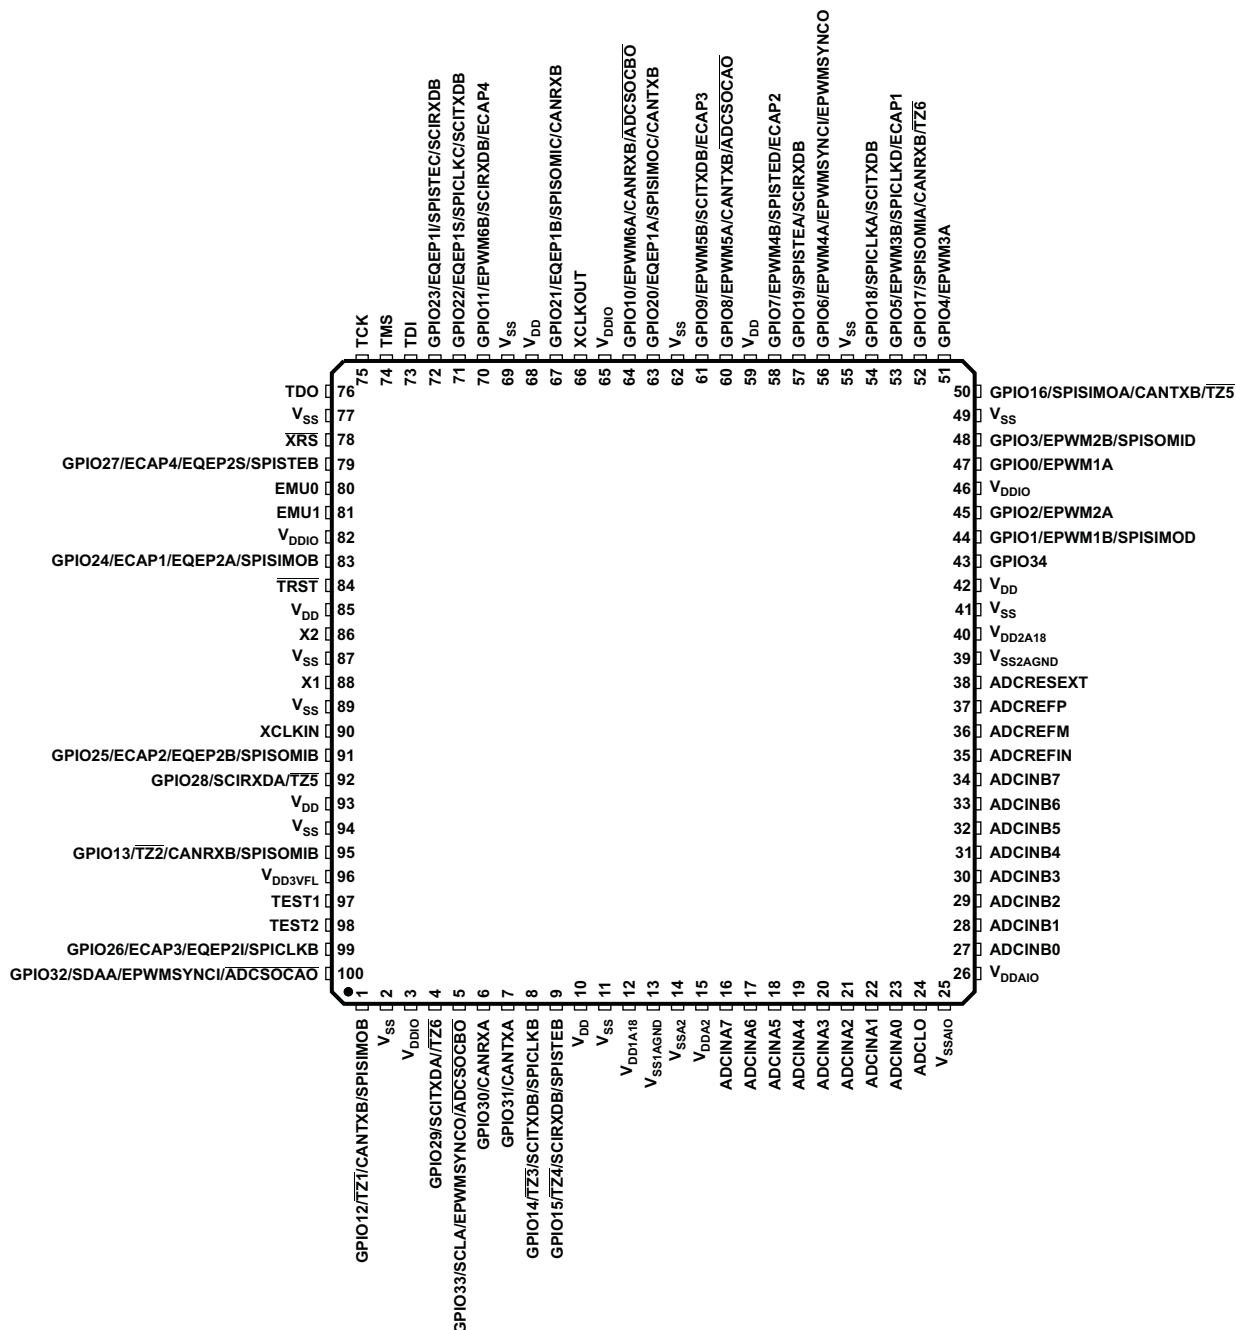 75 TCK
74 TMS
73 TDI
72 GPIO23/EQEP1I/SPISTEC/SCIRXDB
71 GPIO22/EQEP1S/SPICLKC/SCITXDB
70 GPIO11/EPWM6B/SCIRXDB/ECAP4
69 VSS
68 VDD
67 GPIO21/EQEP1B/SPISOMIC/CANRXB
66 XCLKOUT
65 VDDIO
64 GPIO10/EPWM6A/CANRXB/ADCSOCBO
63 GPIO20/EQEP1A/SPISIMOC/CANTXB
62 VSS
61 GPIO9/EPWM5B/SCITXDB/ECAP3
60 GPIO8/EPWM5A/CANTXB/ADCSOCAO
59 VDD
58 GPIO7/EPWM4B/SPISTED/ECAP2
57 GPIO19/SPISTEA/SCIRXDB
56 GPIO6/EPWM4A/EPWMSYNCI/EPWMSYNCO
55 VSS
54 GPIO18/SPICLKA/SCITXDB
53 GPIO5/EPWM3B/SPICLKD/ECAP1
52 GPIO17/SPISOMIA/CANRXB/TZ6
51 GPIO4/EPWM3A
TDO 76
VSS 77
XRS 78
GPIO27/ECAP4/EQEP2S/SPISTEB 79
EMU0 80
EMU1 81
VDDIO 82
GPIO24/ECAP1/EQEP2A/SPISIMOB 83
TRST 84
VDD 85
X2 86
VSS 87
X1 88
VSS 89
XCLKIN 90
GPIO25/ECAP2/EQEP2B/SPISOMIB 91
GPIO28/SCIRXDA/TZ5 92
VDD 93
VSS 94
GPIO13/TZ2/CANRXB/SPISOMIB 95
VDD3VFL 96
TEST1 97
TEST2 98
GPIO26/ECAP3/EQEP2I/SPICLKB 99
GPIO32/SDAA/EPWMSYNCI/ADCSOCAO 100
50 GPIO16/SPISIMOA/CANTXB/TZ5
49 VSS
48 GPIO3/EPWM2B/SPISOMID
47 GPIO0/EPWM1A
46 VDDIO
45 GPIO2/EPWM2A
44 GPIO1/EPWM1B/SPISIMOD
43 GPIO34
42 VDD
41 VSS
40 VDD2A18
39 VSS2AGND
38 ADCRESEXT
37 ADCREFP
36 ADCREFM
35 ADCREFIN
34 ADCINB7
33 ADCINB6
32 ADCINB5
31 ADCINB4
30 ADCINB3
29 ADCINB2
28 ADCINB1
27 ADCINB0
26 VDDAIO
1 GPIO12/TZ1/CANTXB/SPISIMOB
2 VSS
3 VDDIO
4 GPIO29/SCITXDA/TZ6
5 GPIO33/SCLA/EPWMSYNCO/ADCSOCBO
6 GPIO30/CANRXA
7 GPIO31/CANTXA
8 GPIO14/TZ3/SCITXDB/SPICLKB
9 GPIO15/TZ4/SCIRXDB/SPISTEB
10 VDD
11 VSS
12 VDD1A18
13 VSS1AGND
14 VSSA2
15 VDDA2
16 ADCINA7
17 ADCINA6
18 ADCINA5
19 ADCINA4
20 ADCINA3
21 ADCINA2
22 ADCINA1
23 ADCINA0
24 ADCLO
25 VSSAIO